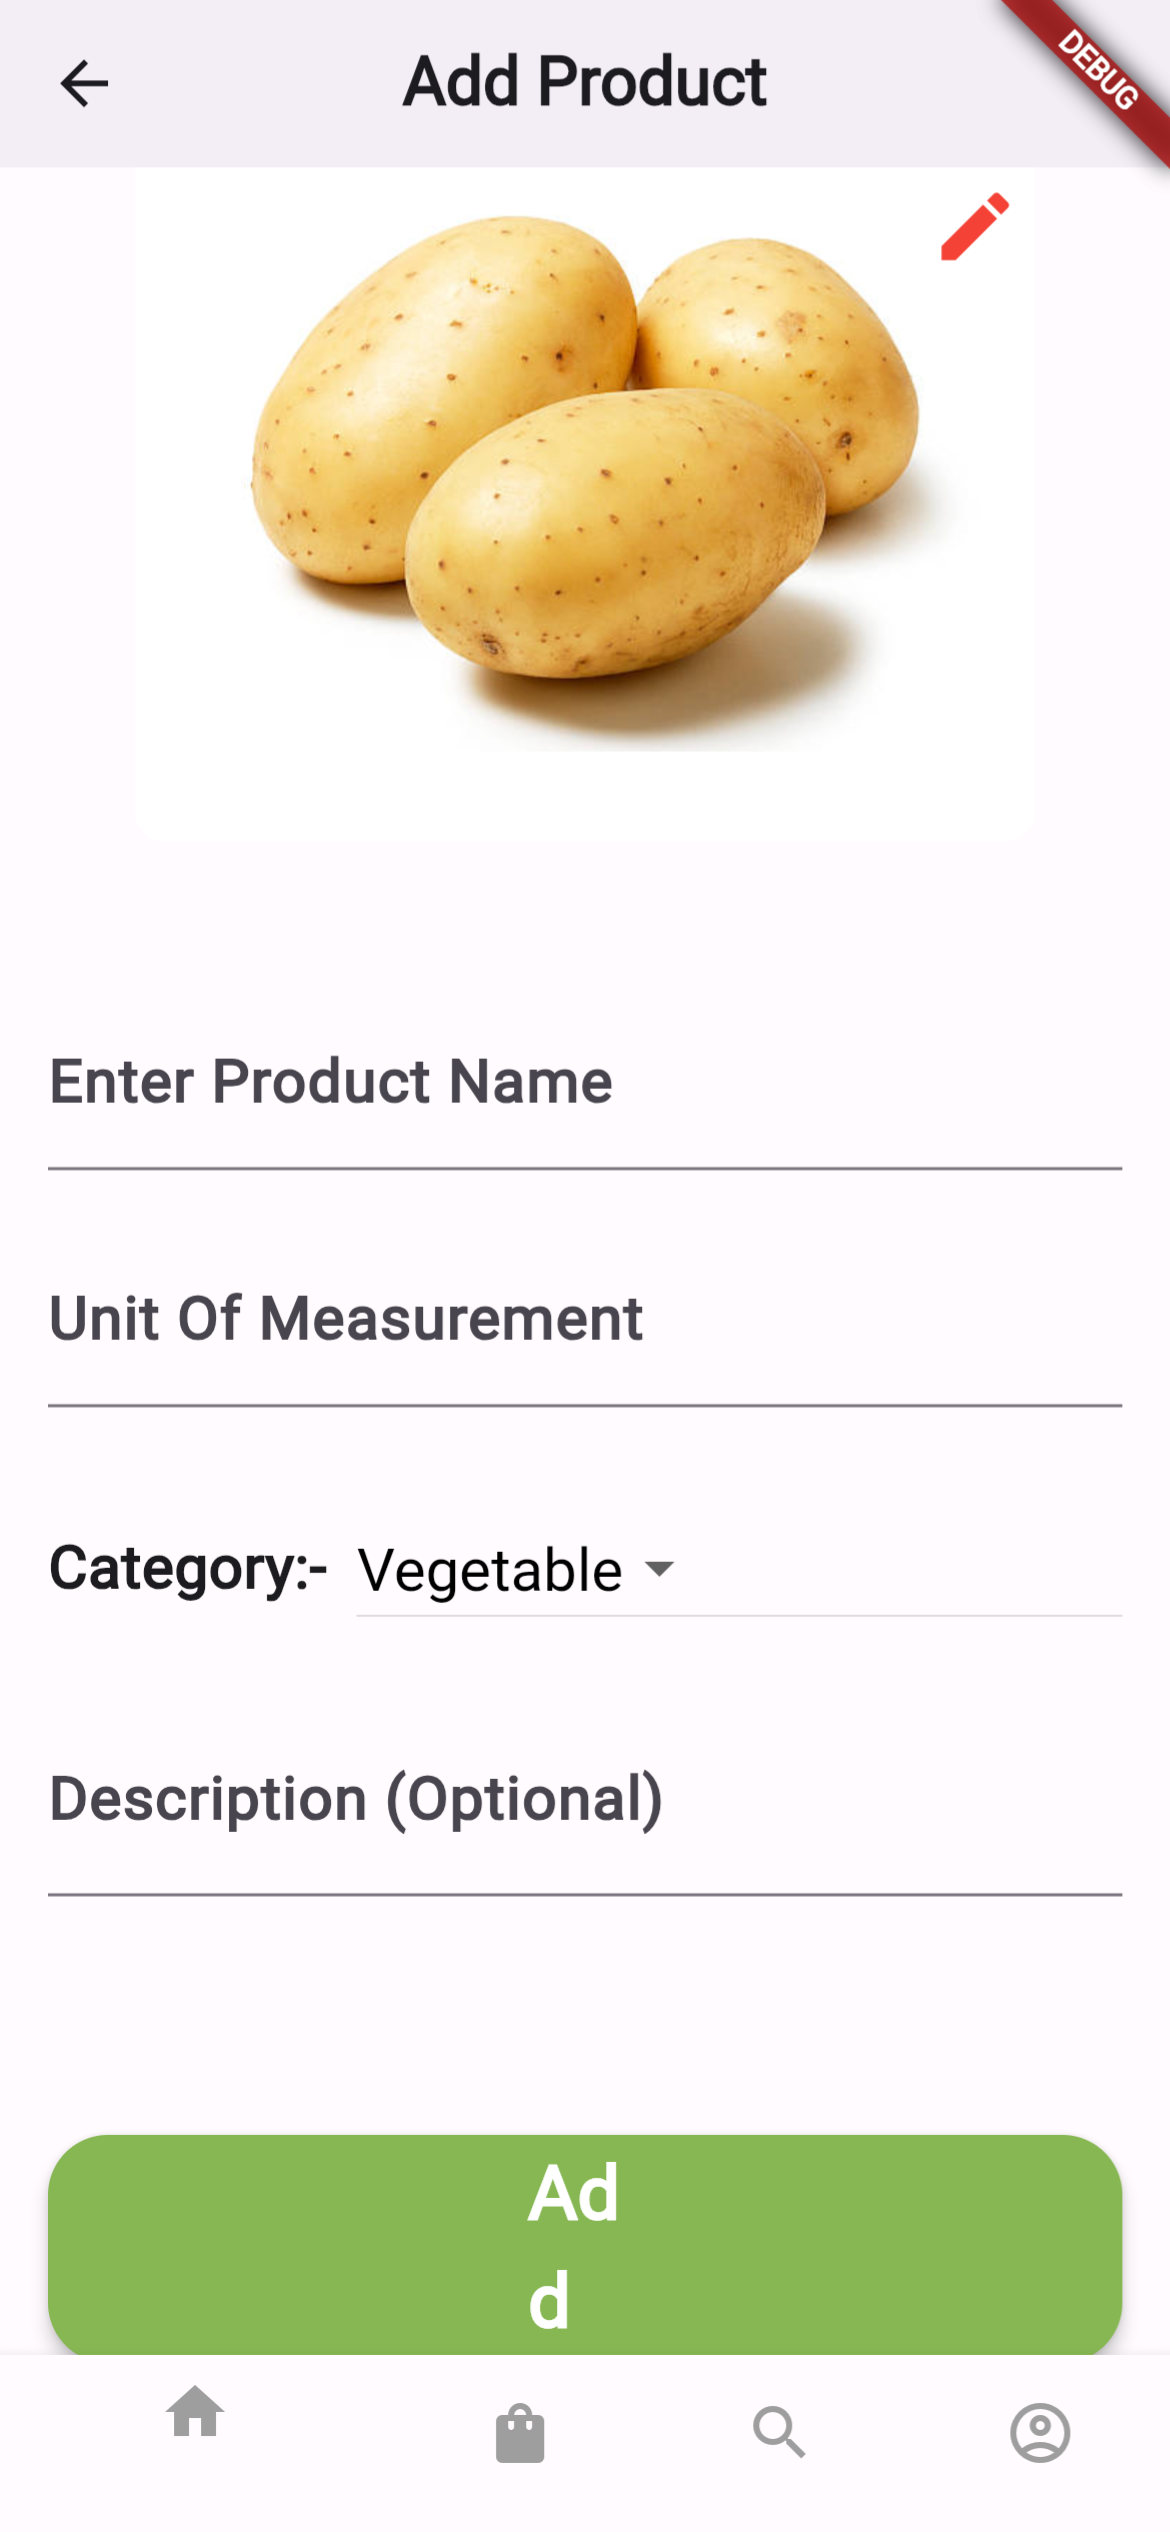 Add Product
DEBUG
Enter Product Name
Unit Of Measurement
Category:- Vegetable
Description (Optional)
Ad
d